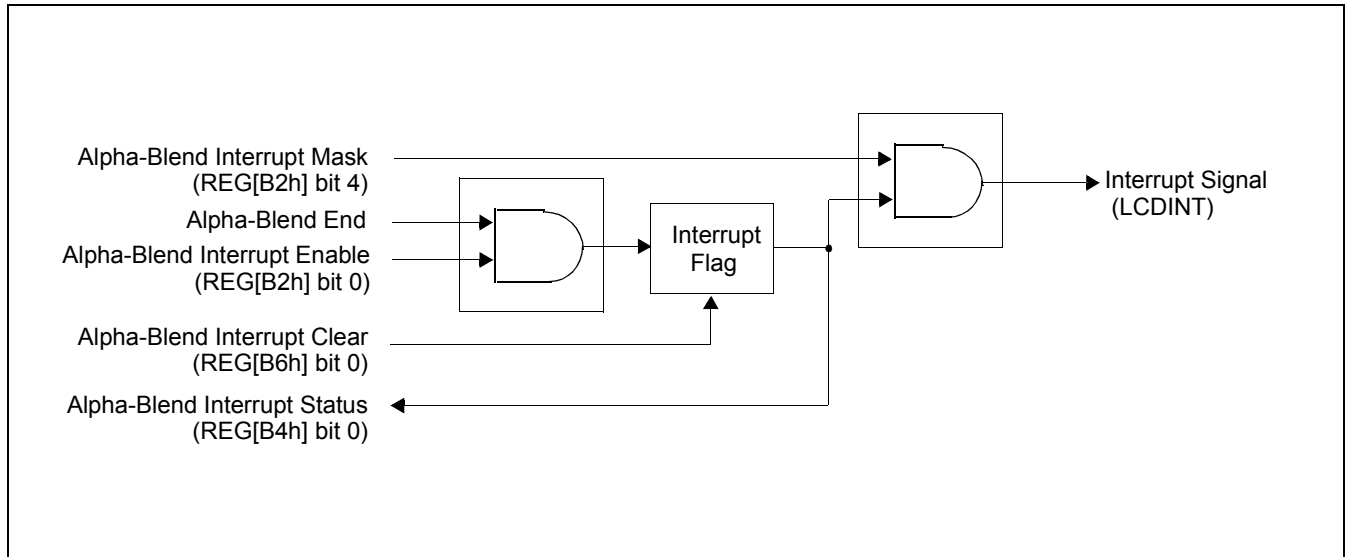 Alpha-Blend Interrupt Mask
(REG[B2h] bit 4)
Alpha-Blend End
Alpha-Blend Interrupt Enable
(REG[B2h] bit 0)
Alpha-Blend Interrupt Clear
(REG[B6h] bit 0)
Alpha-Blend Interrupt Status
(REG[B4h] bit 0)
Interrupt
Flag
Interrupt Signal
(LCDINT)